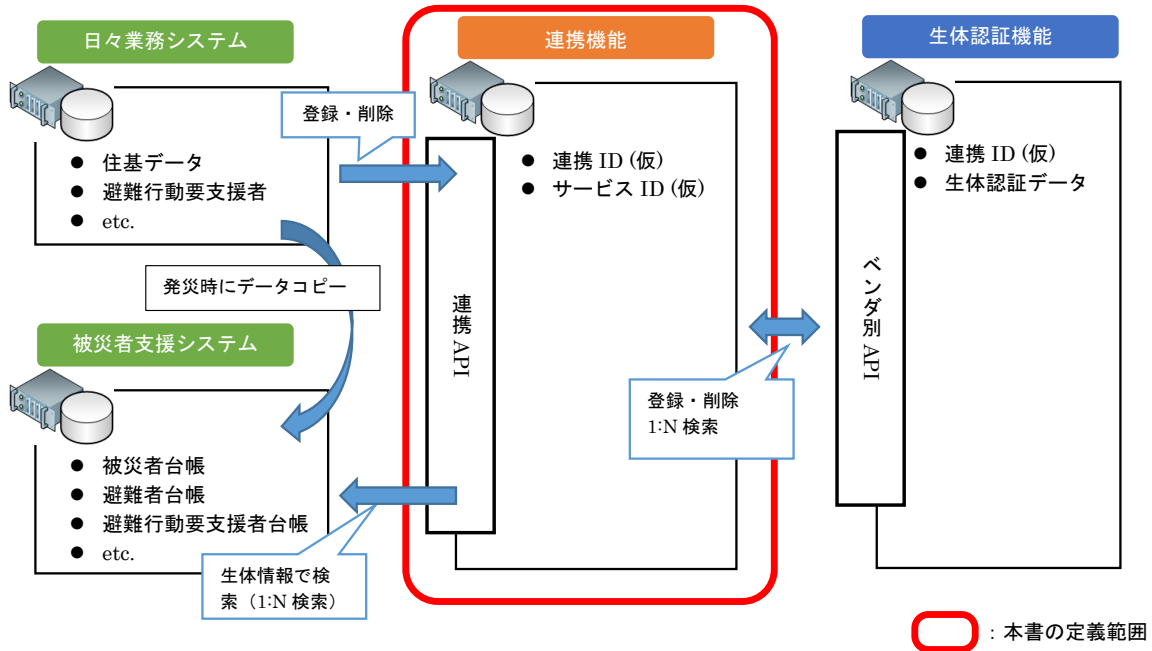 日々業務システム
● 住基データ
● 避難行動要支援者
● etc.
登録・削除
発災時にデータコピー
被災者支援システム
● 被災者台帳
● 避難者台帳
● 避難行動要支援者台帳
● etc.
生体情報で検
索（1:N 検索）
連携機能
連携 API
● 連携 ID (仮)
● サービス ID (仮)
登録・削除
1:N 検索
生体認証機能
ベンダ別 API
● 連携 ID (仮)
● 生体認証データ
：本書の定義範囲